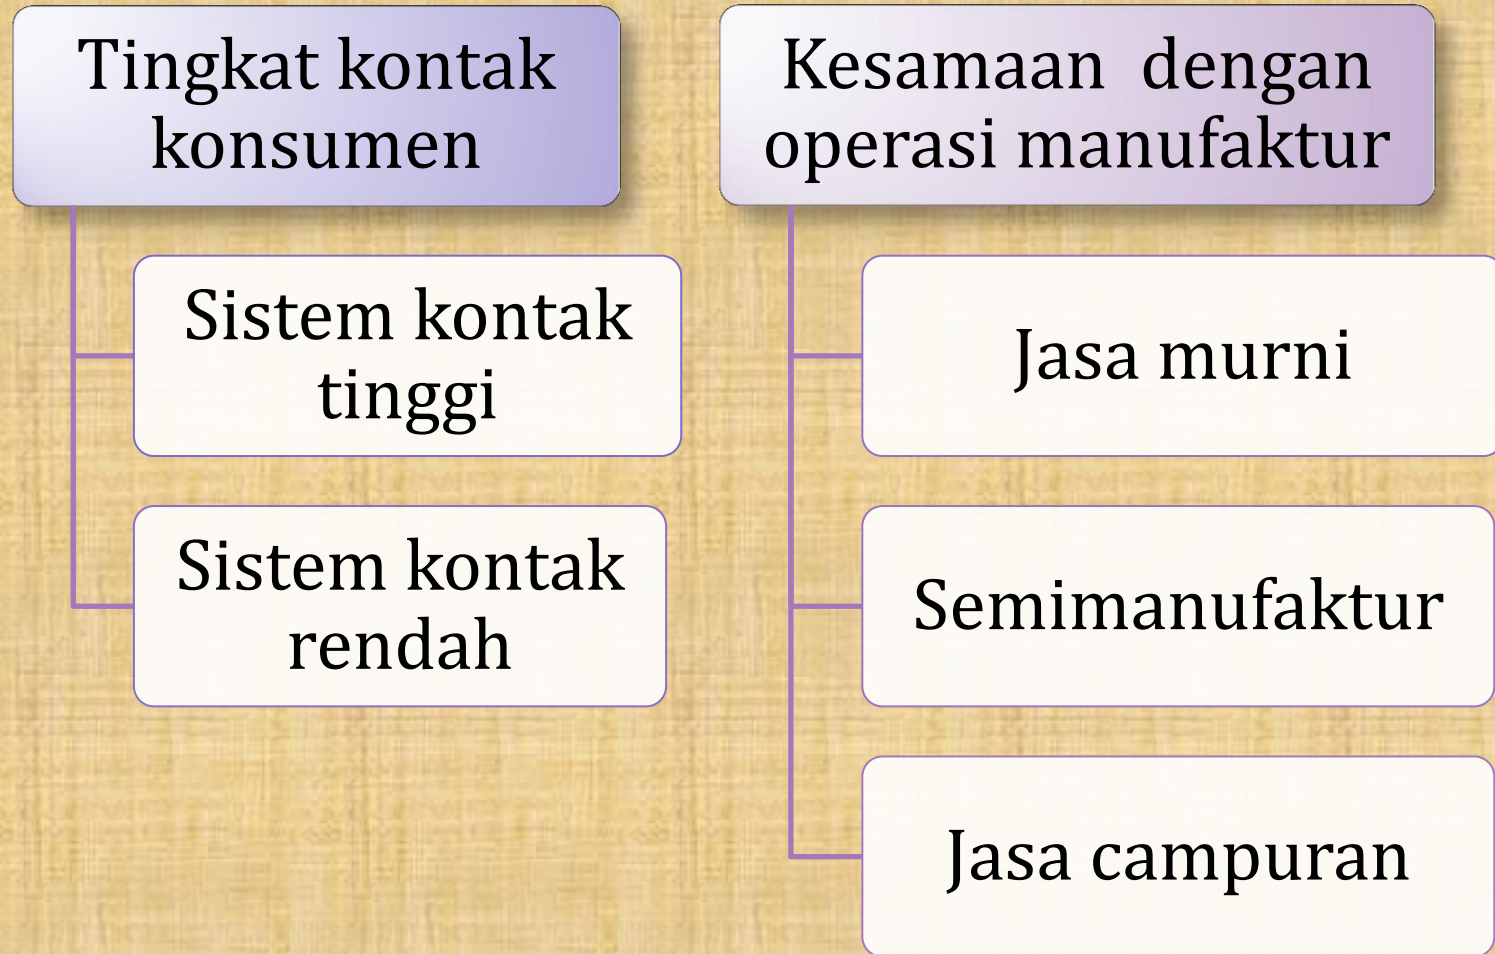 Tingkat kontak
konsumen
Sistem kontak
tinggi
Sistem kontak
rendah
Kesamaan dengan
operasi manufaktur
Jasa murni
Semimanufaktur
Jasa campuran